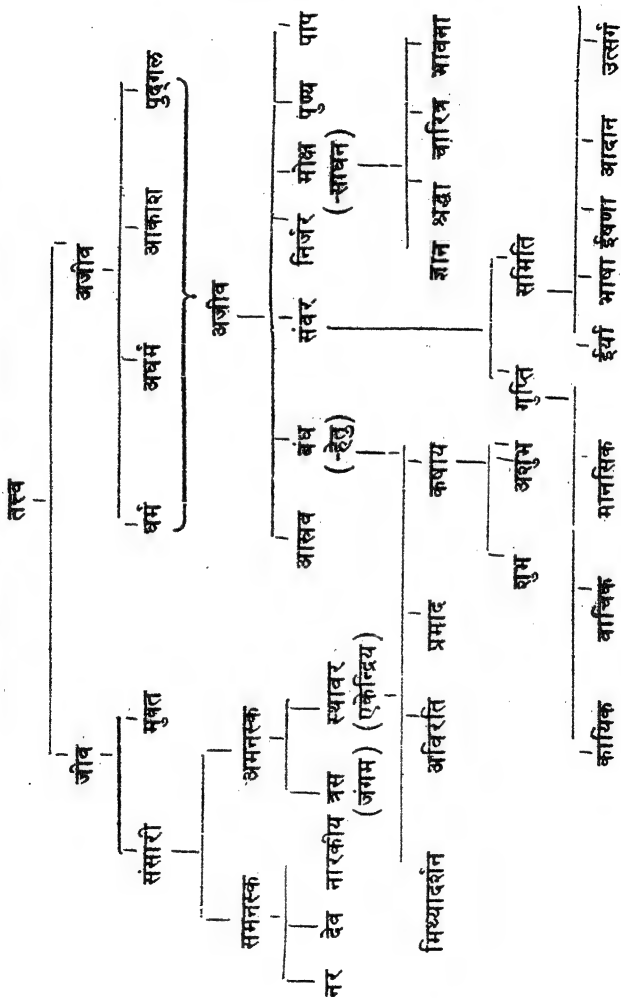 तत्त्व
जीव अजीव
संसारी मुक्त धर्म अधर्म आकाश पुद्गल
समनस्क अमनस्क
अजीव
नर देव नारकीय त्रस स्थावर
(जंगम) (एकेन्द्रिय)
आस्रव बंध संवर निर्जर मोक्ष पुण्य पाप
(-हेतु) (-साधन)
मिथ्यादर्शन अविरति प्रमाद कषाय
ज्ञान श्रद्धा चारित्र भावना
शुभ अशुभ गुप्ति समिति
कायिक वाचिक मानसिक ईर्या भाषा ईषणा आदान उत्सर्ग